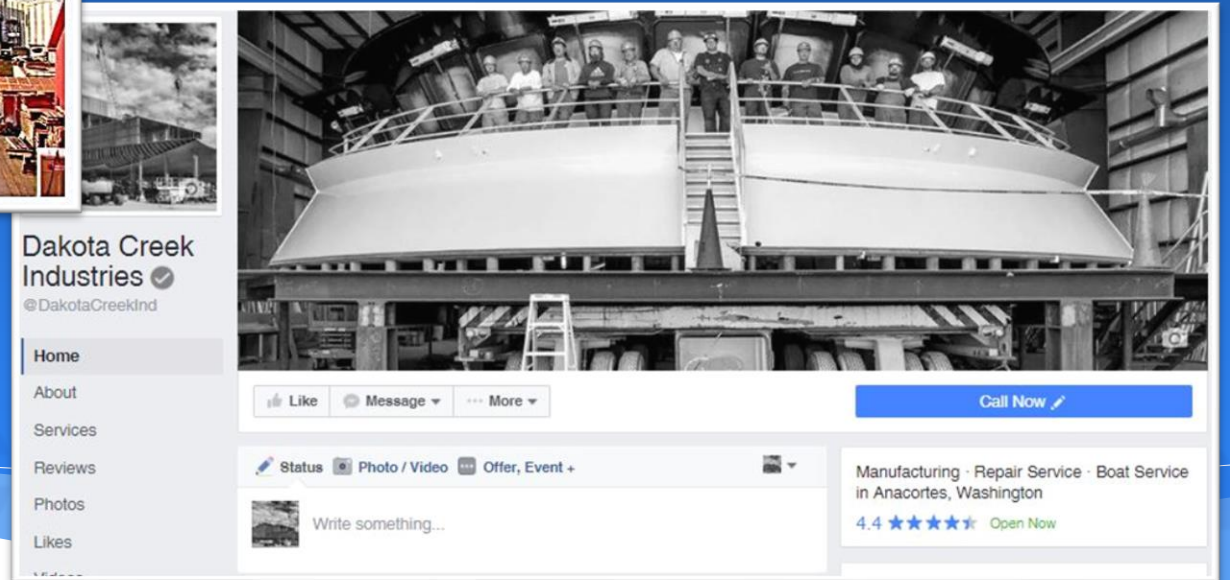 Dakota Creek
Industries
@DakotaCreekInd
Home
About
Services
Reviews
Photos
Likes
Videos
Like
Message
More
Call Now
Status
Photo / Video
Offer, Event +
Write something...
Manufacturing · Repair Service · Boat Service
in Anacortes, Washington
4.4
Open Now